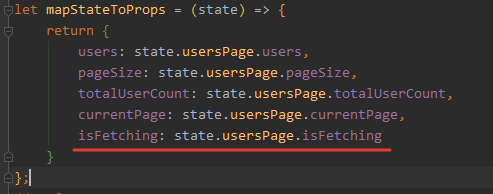 let mapStateToProps = (state) => {
return {
users: state.usersPage.users,
pageSize: state.usersPage.pageSize,
totalUserCount: state.usersPage.totalUserCount,
currentPage: state.usersPage.currentPage,
isFetching: state.usersPage.isFetching
}
};